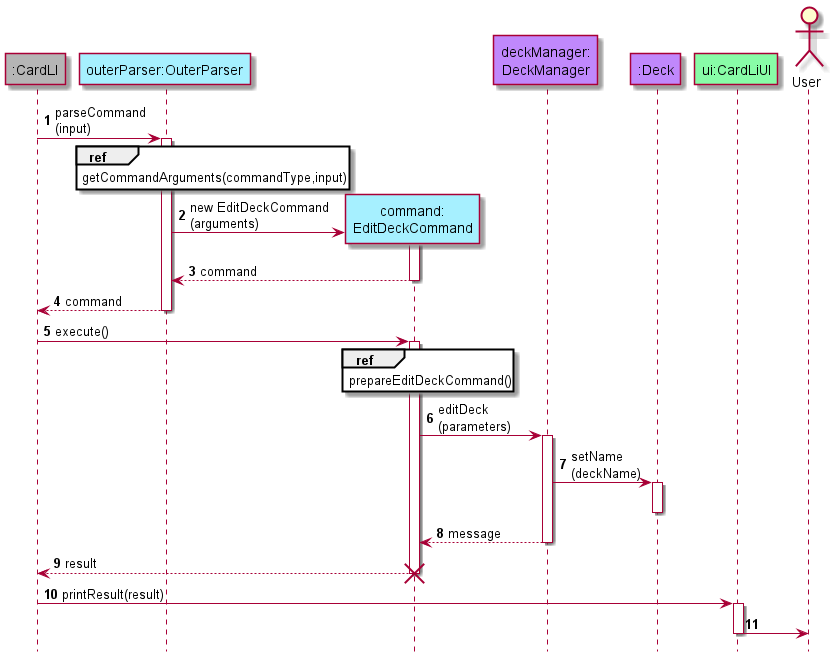 :CardLI
outerParser:OuterParser
deckManager:
DeckManager
:Deck
ui:CardLiUI
User
1 parseCommand
(input)
ref
getCommandArguments(commandType,input)
2 new EditDeckCommand
(arguments)
command:
EditDeckCommand
3 command
4 command
5 execute()
ref
prepareEditDeckCommand()
6 editDeck
(parameters)
7 setName
(deckName)
8 message
9 result
10 printResult(result)
11